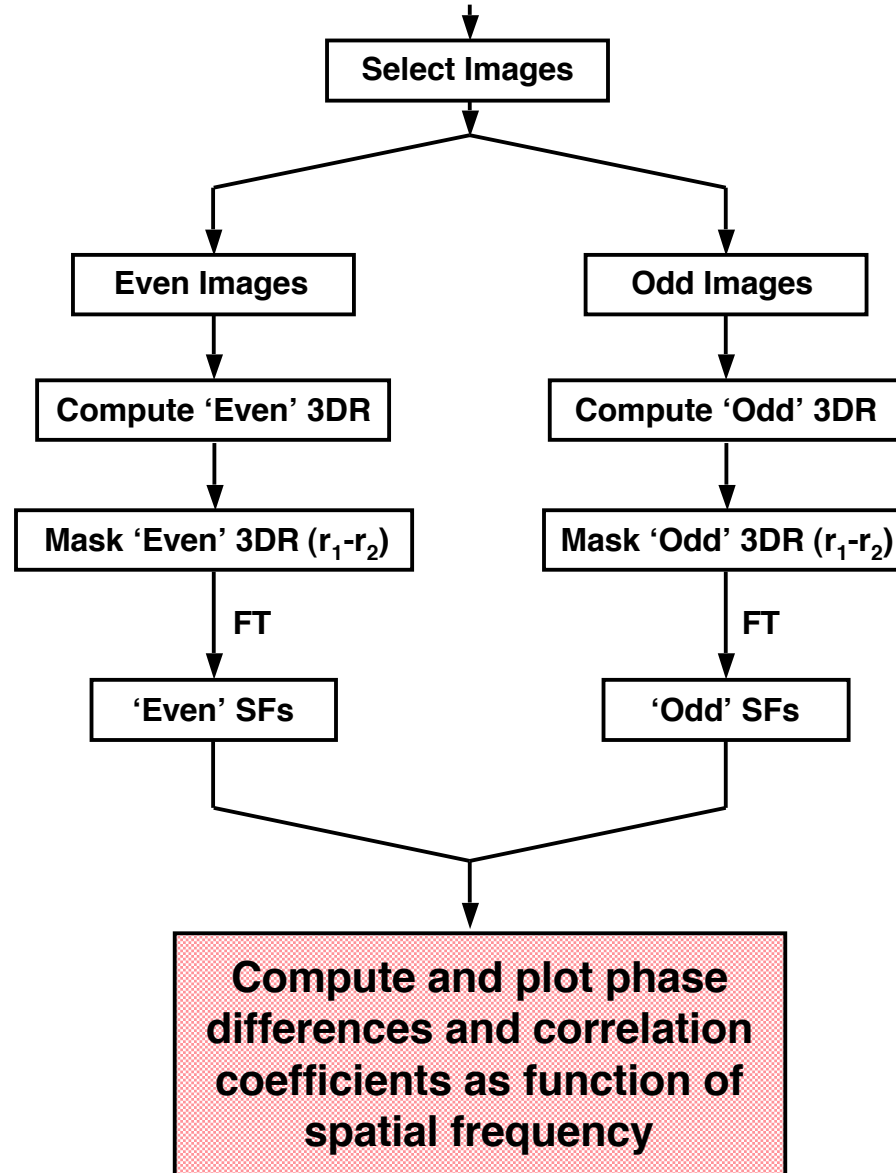 Select Images
Even Images
Odd Images
Compute ‘Even’ 3DR
Compute ‘Odd’ 3DR
Mask ‘Even’ 3DR (r₁-r₂)
Mask ‘Odd’ 3DR (r₁-r₂)
FT
FT
‘Even’ SFs
‘Odd’ SFs
Compute and plot phase
differences and correlation
coefficients as function of
spatial frequency